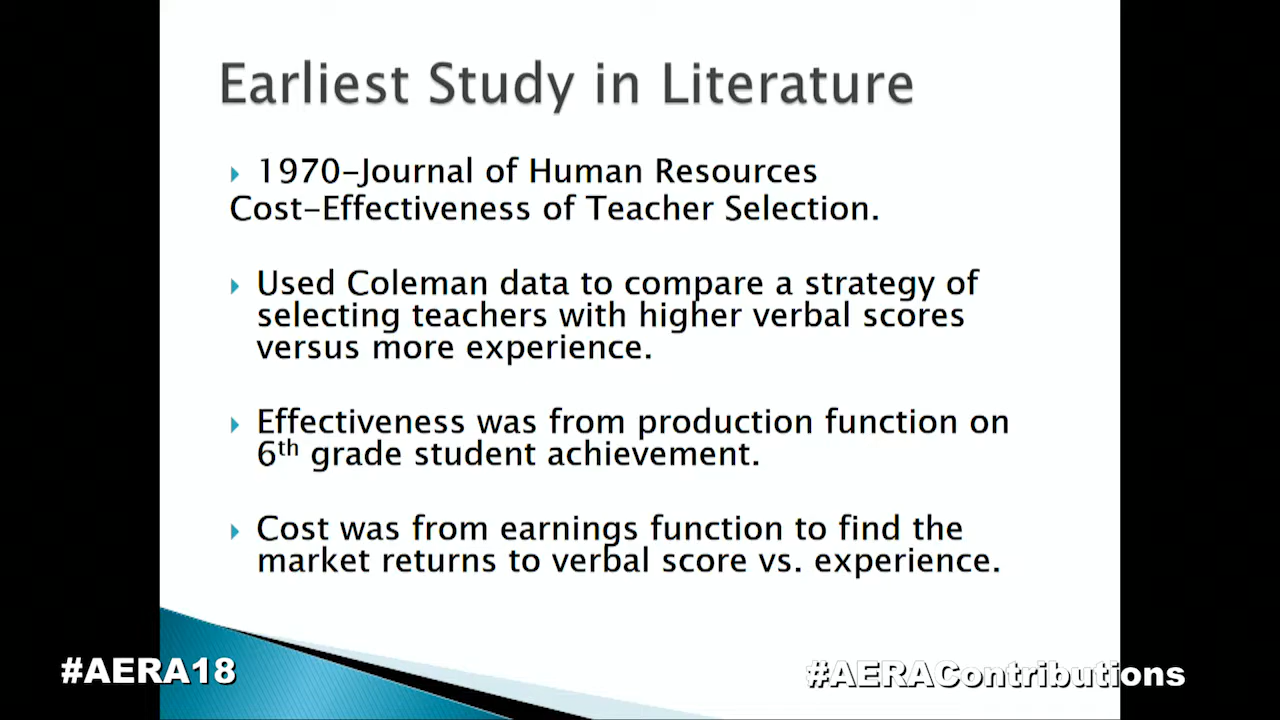 Earliest Study in Literature
1970-Journal of Human Resources
Cost-Effectiveness of Teacher Selection.
Used Coleman data to compare a strategy of
selecting teachers with higher verbal scores
versus more experience.
Effectiveness was from production function on
6th grade student achievement.
Cost was from earnings function to find the
market returns to verbal score vs. experience.
#AERA18
#AERAContributions